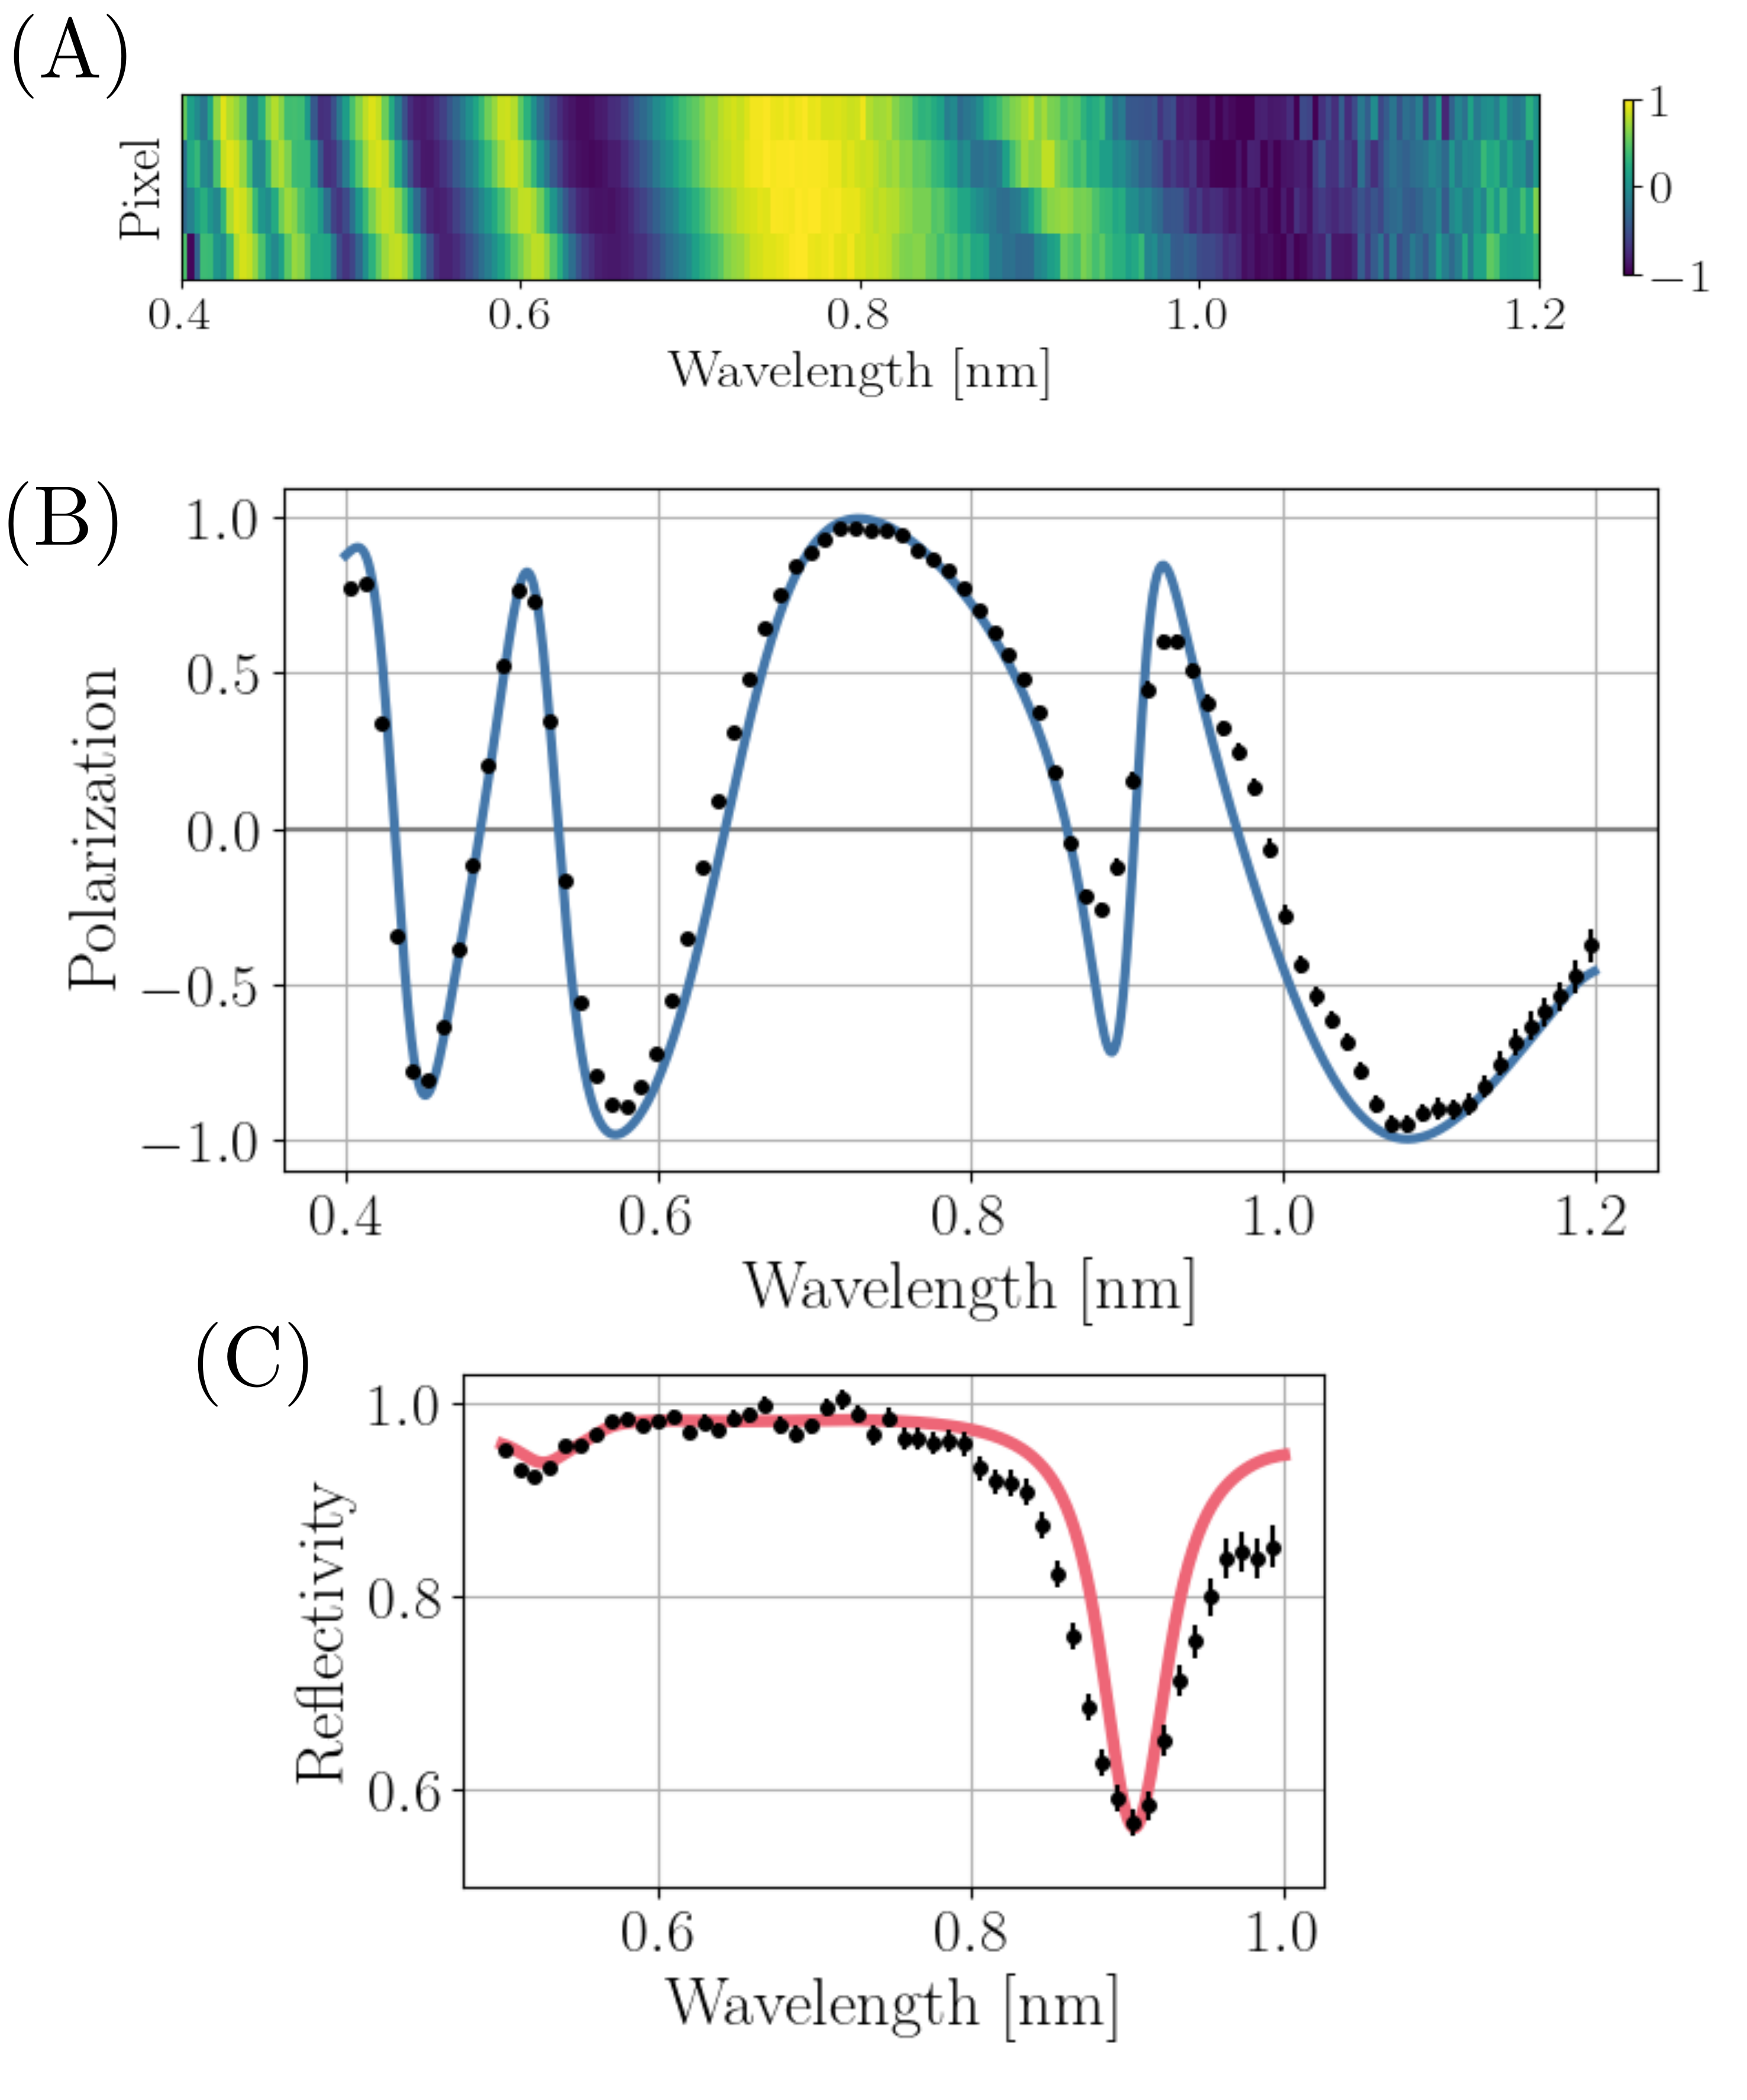 (A)
Pixel
1
0
−1
0.4 0.6 0.8 1.0 1.2
Wavelength [nm]
(B)
Polarization
1.0
0.5
0.0
−0.5
−1.0
0.4 0.6 0.8 1.0 1.2
Wavelength [nm]
(C)
Reflectivity
1.0
0.8
0.6
0.6 0.8 1.0
Wavelength [nm]